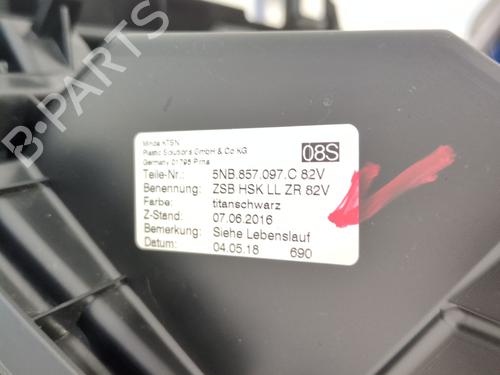 B-PARTS
Minda KTSN
Plastic Solutions GmbH & Co KG
Germany 01796 Pirna
08S
Teile-Nr.: 5NB.857.097.C 82V
Benennung: ZSB HSK LL ZR 82V
Farbe: titanschwarz
Z-Stand: 07.06.2016
Bemerkung: Siehe Lebenslauf
Datum: 04.05.18 690